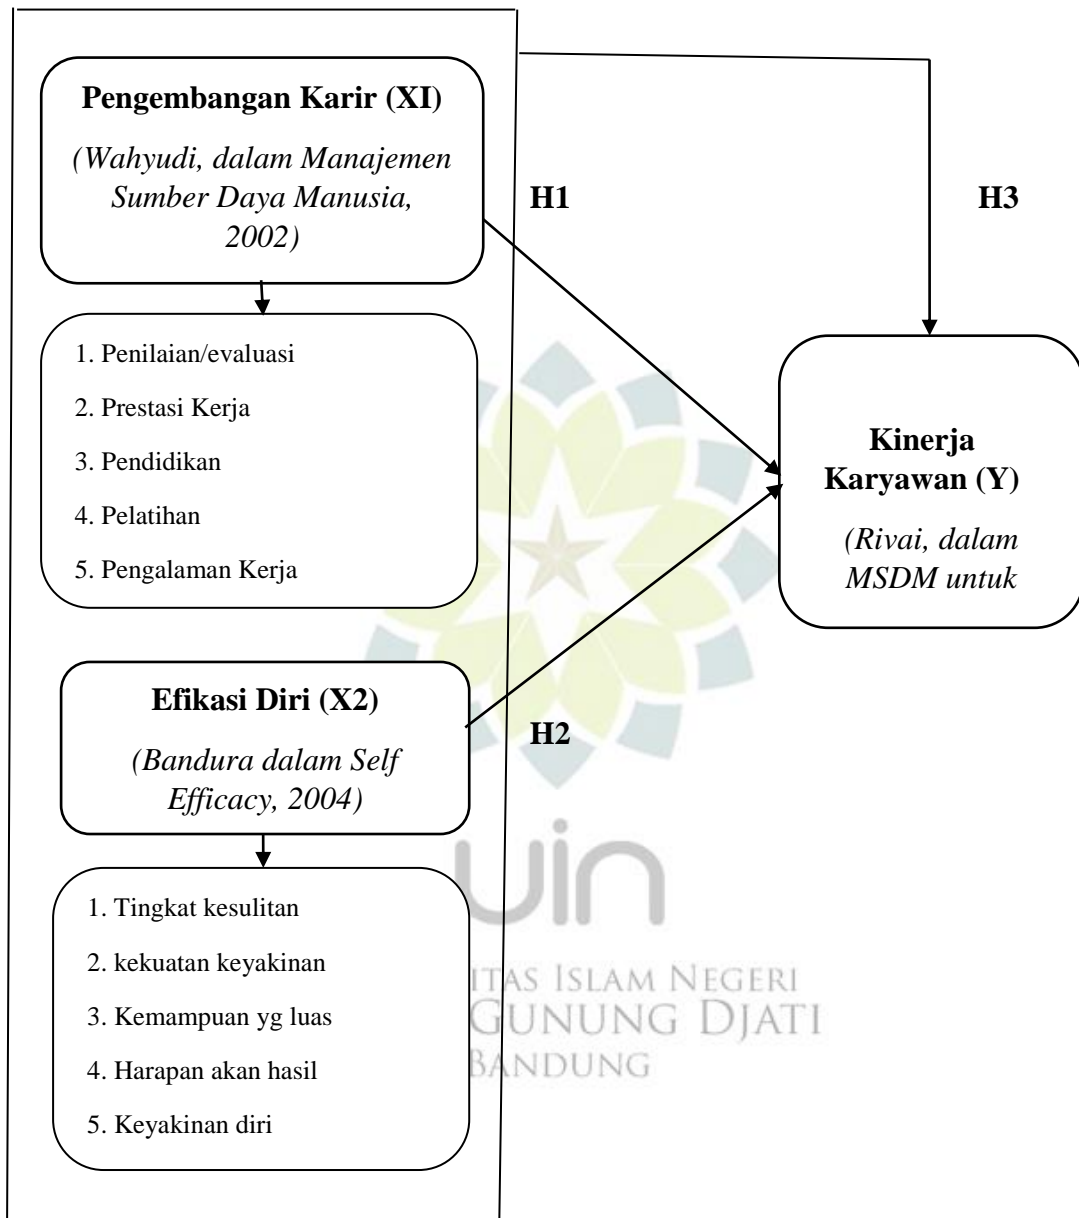 Pengembangan Karir (XI)
(Wahyudi, dalam Manajemen
Sumber Daya Manusia,
2002)
H1
H3
1. Penilaian/evaluasi
2. Prestasi Kerja
3. Pendidikan
4. Pelatihan
5. Pengalaman Kerja
Kinerja
Karyawan (Y)
(Rivai, dalam
MSDM untuk
Efikasi Diri (X2)
(Bandura dalam Self
Efficacy, 2004)
H2
uin
1. Tingkat kesulitan
2. kekuatan keyakinan
3. Kemampuan yg luas
4. Harapan akan hasil
5. Keyakinan diri
ITAS ISLAM NEGERI
GUNUNG DJATI
BANDUNG